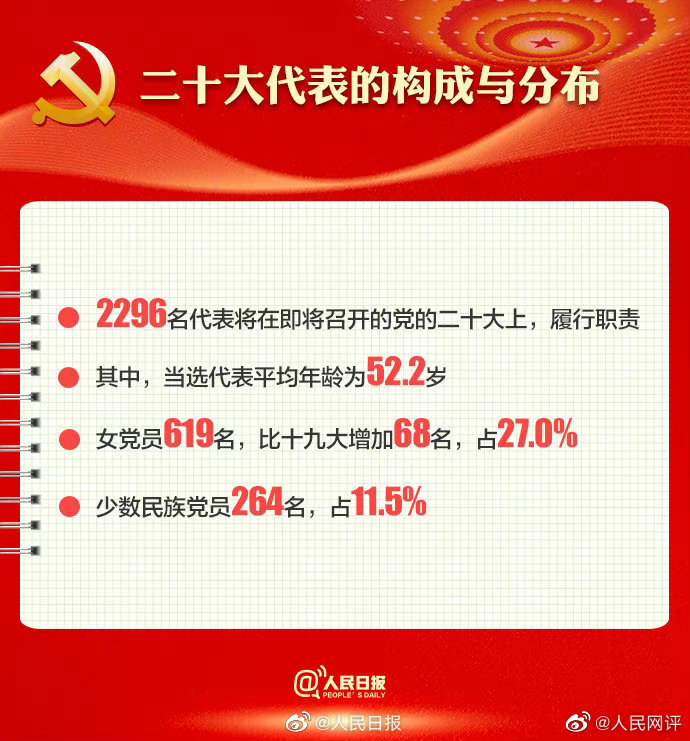 二十大代表的构成与分布
2296名代表将在即将召开的党的二十大上，履行职责
其中，当选代表平均年龄为52.2岁
女党员619名，比十九大增加68名，占27.0%
少数民族党员264名，占11.5%
@人民日报
PEOPLE'S DAILY
@人民日报
@人民网评